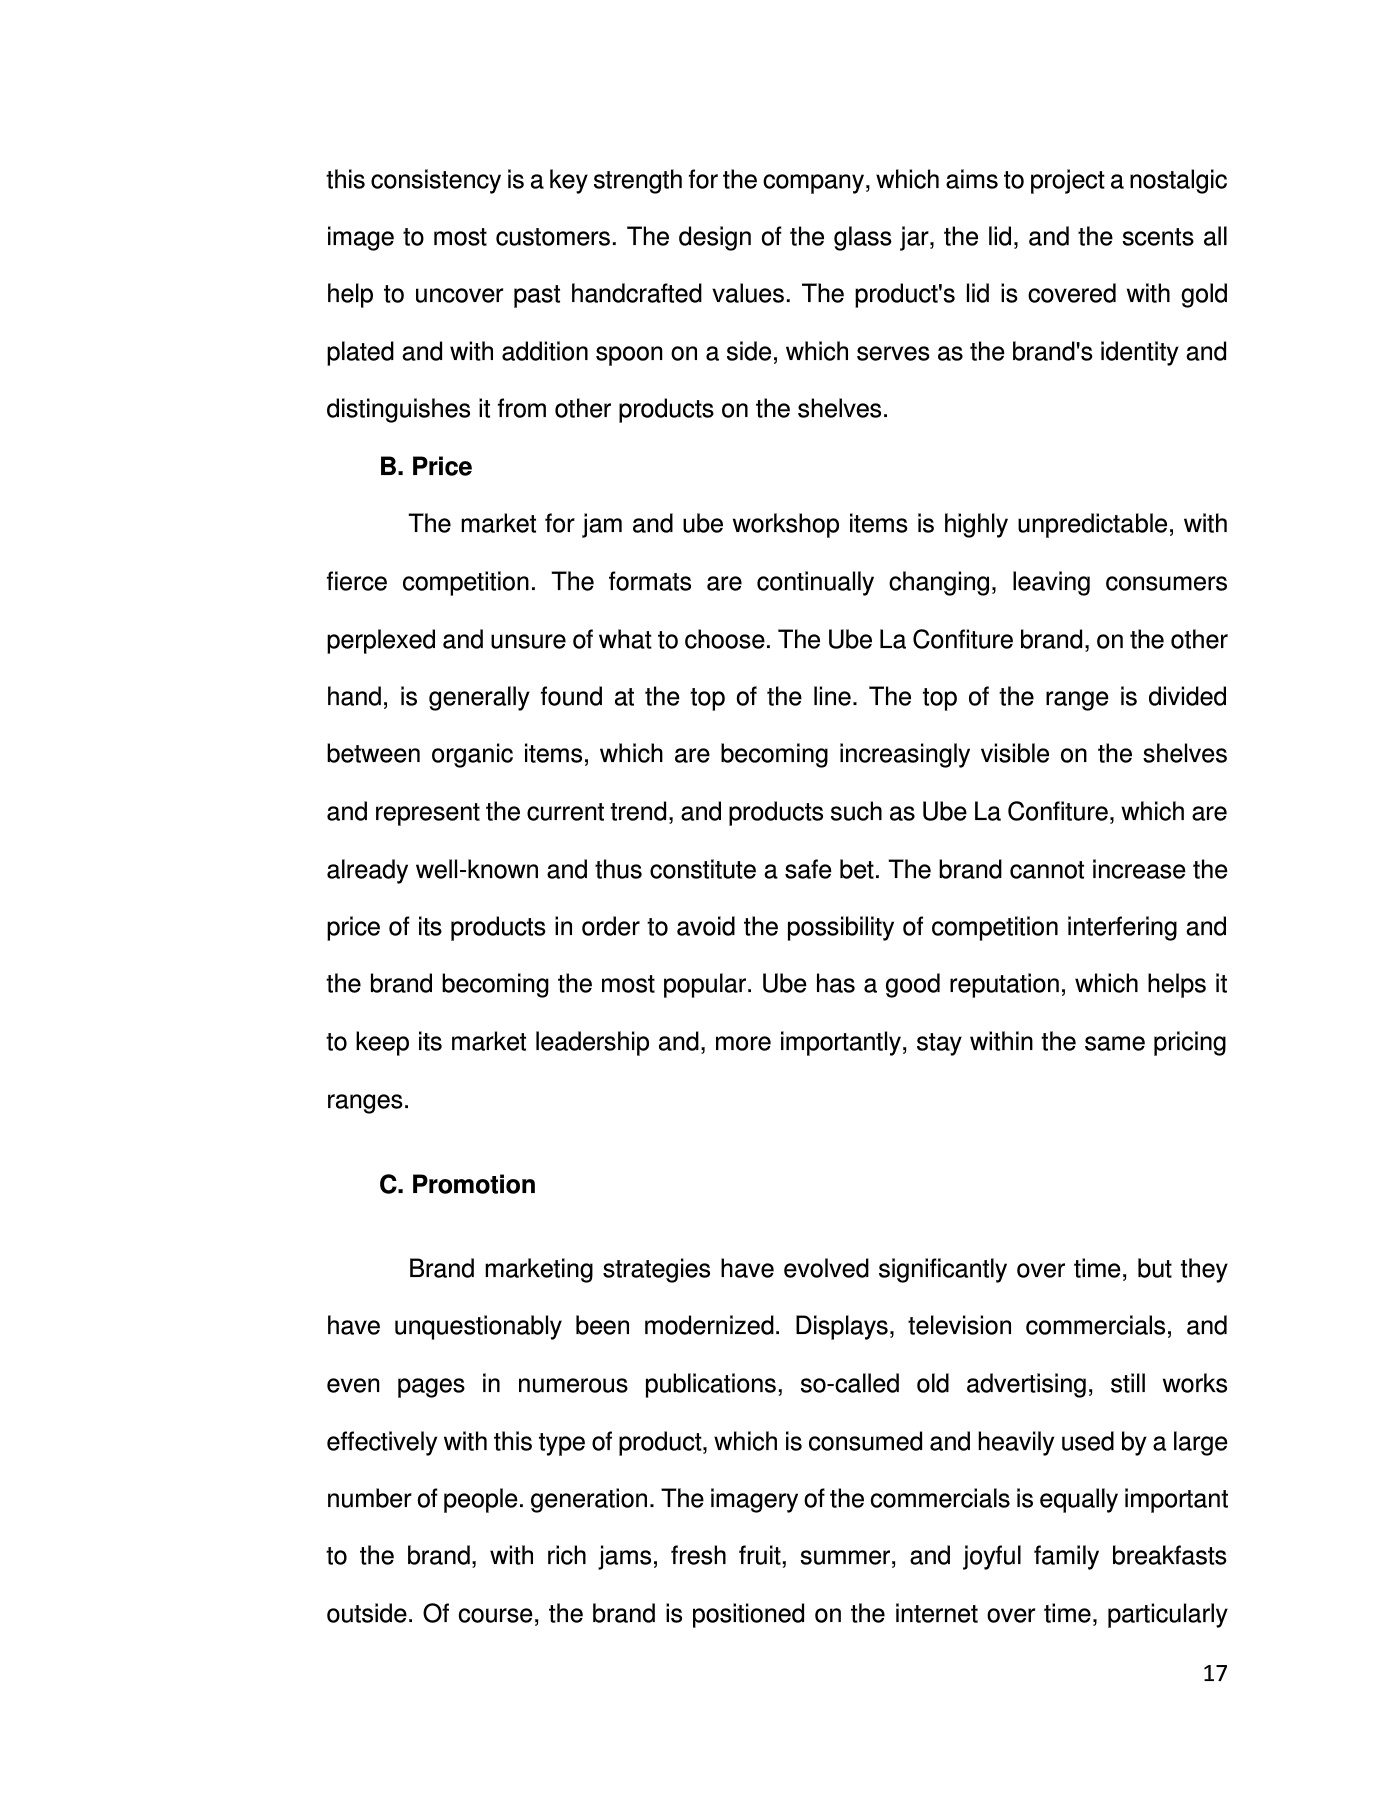 this consistency is a key strength for the company, which aims to project a nostalgic
image to most customers. The design of the glass jar, the lid, and the scents all
help to uncover past handcrafted values. The product's lid is covered with gold
plated and with addition spoon on a side, which serves as the brand's identity and
distinguishes it from other products on the shelves.
B. Price
The market for jam and ube workshop items is highly unpredictable, with
fierce competition. The formats are continually changing, leaving consumers
perplexed and unsure of what to choose. The Ube La Confiture brand, on the other
hand, is generally found at the top of the line. The top of the range is divided
between organic items, which are becoming increasingly visible on the shelves
and represent the current trend, and products such as Ube La Confiture, which are
already well-known and thus constitute a safe bet. The brand cannot increase the
price of its products in order to avoid the possibility of competition interfering and
the brand becoming the most popular. Ube has a good reputation, which helps it
to keep its market leadership and, more importantly, stay within the same pricing
ranges.
C. Promotion
Brand marketing strategies have evolved significantly over time, but they
have unquestionably been modernized. Displays, television commercials, and
even pages in numerous publications, so-called old advertising, still works
effectively with this type of product, which is consumed and heavily used by a large
number of people. generation. The imagery of the commercials is equally important
to the brand, with rich jams, fresh fruit, summer, and joyful family breakfasts
outside. Of course, the brand is positioned on the internet over time, particularly
17